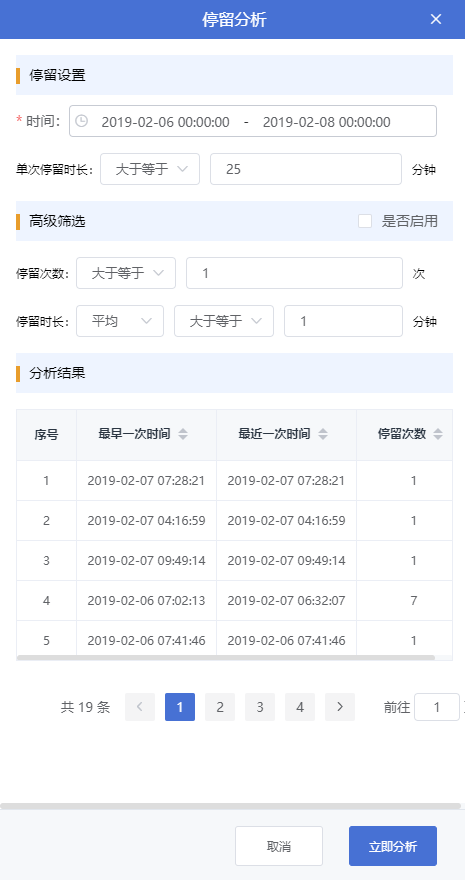 停留分析
停留设置
* 时间： 2019-02-06 00:00:00 - 2019-02-08 00:00:00
单次停留时长： 大于等于 25 分钟
高级筛选 是否启用
停留次数： 大于等于 1 次
停留时长： 平均 大于等于 1 分钟
分析结果
序号 最早一次时间 最近一次时间 停留次数
1 2019-02-07 07:28:21 2019-02-07 07:28:21 1
2 2019-02-07 04:16:59 2019-02-07 04:16:59 1
3 2019-02-07 09:49:14 2019-02-07 09:49:14 1
4 2019-02-06 07:02:13 2019-02-07 06:32:07 7
5 2019-02-06 07:41:46 2019-02-06 07:41:46 1
共 19 条 1 2 3 4 前往 1
取消 立即分析